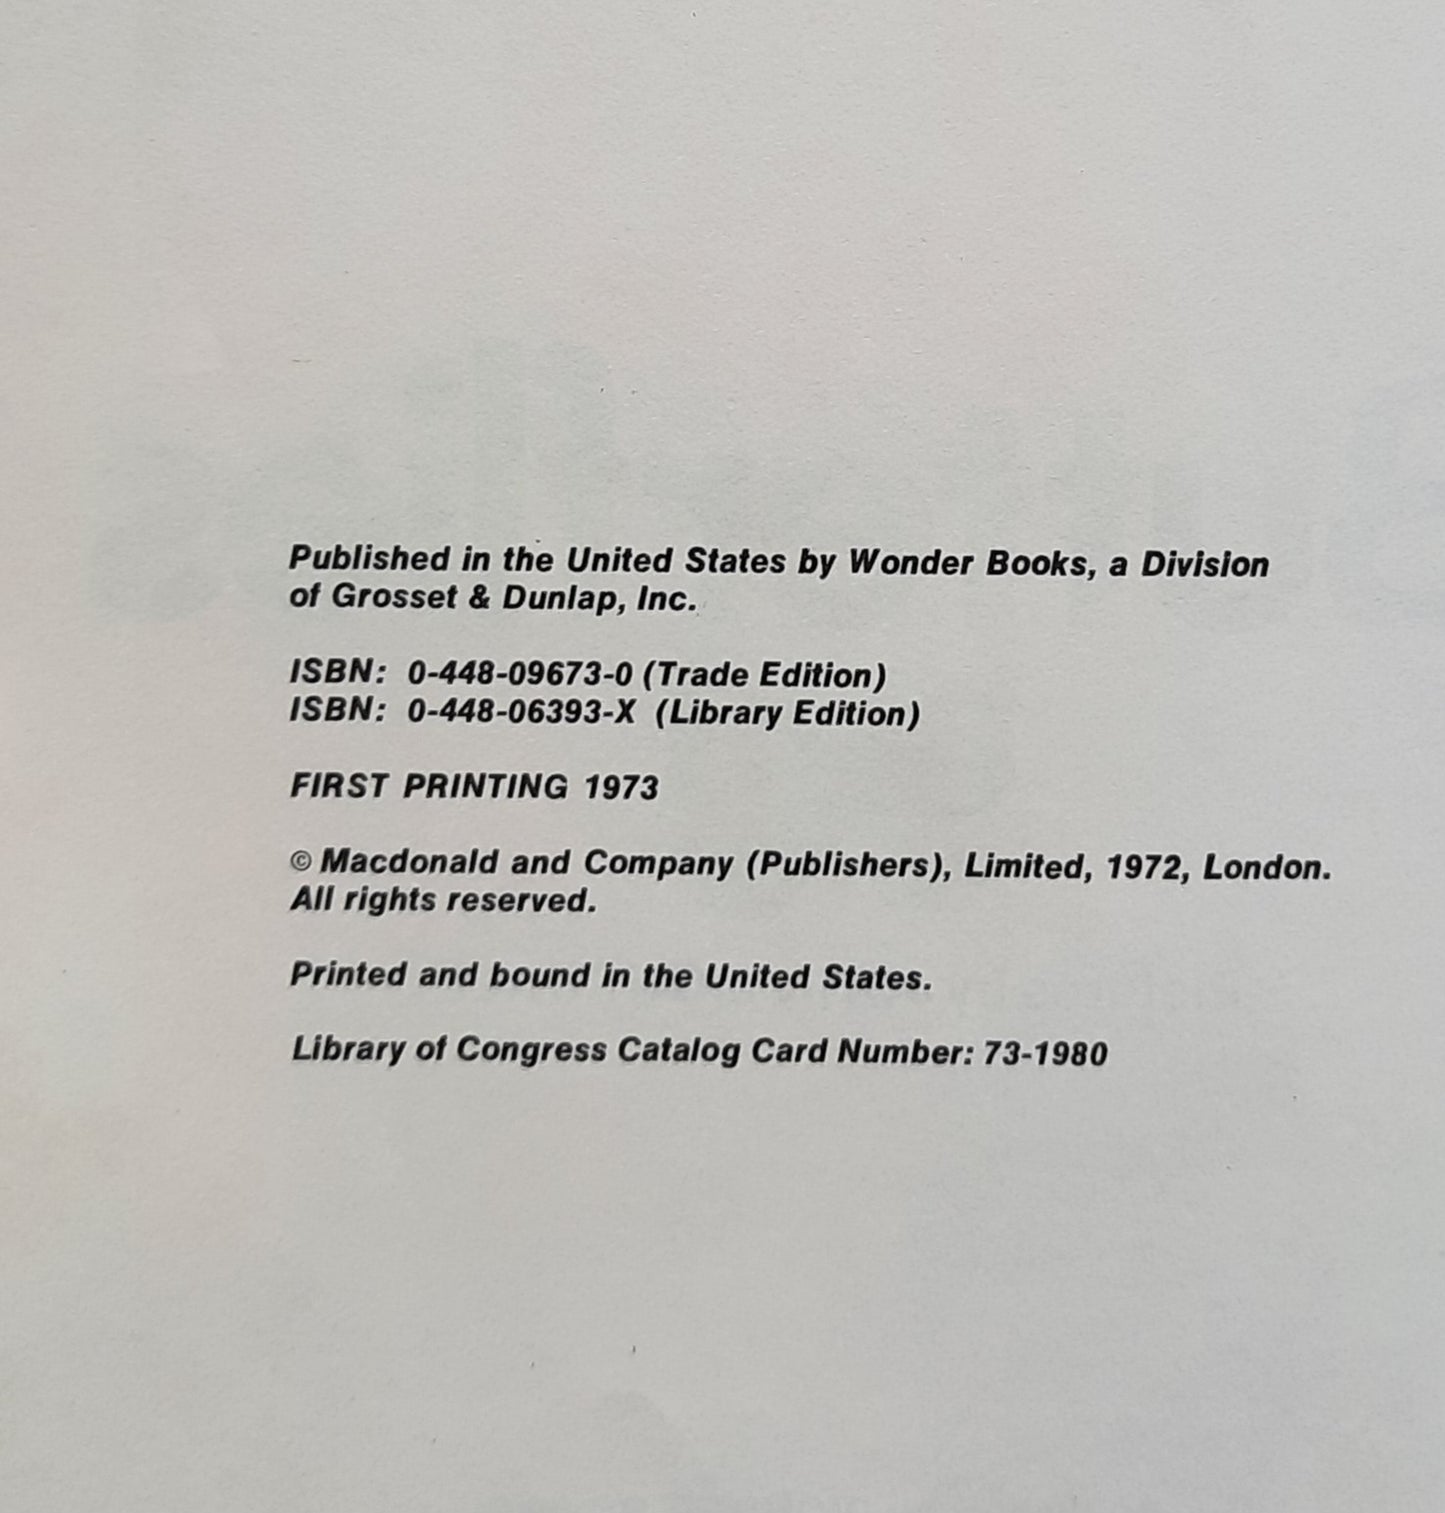 Published in the United States by Wonder Books, a Division
of Grosset & Dunlap, Inc.
ISBN: 0-448-09673-0 (Trade Edition)
ISBN: 0-448-06393-X (Library Edition)
FIRST PRINTING 1973
© Macdonald and Company (Publishers), Limited, 1972, London.
All rights reserved.
Printed and bound in the United States.
Library of Congress Catalog Card Number: 73-1980